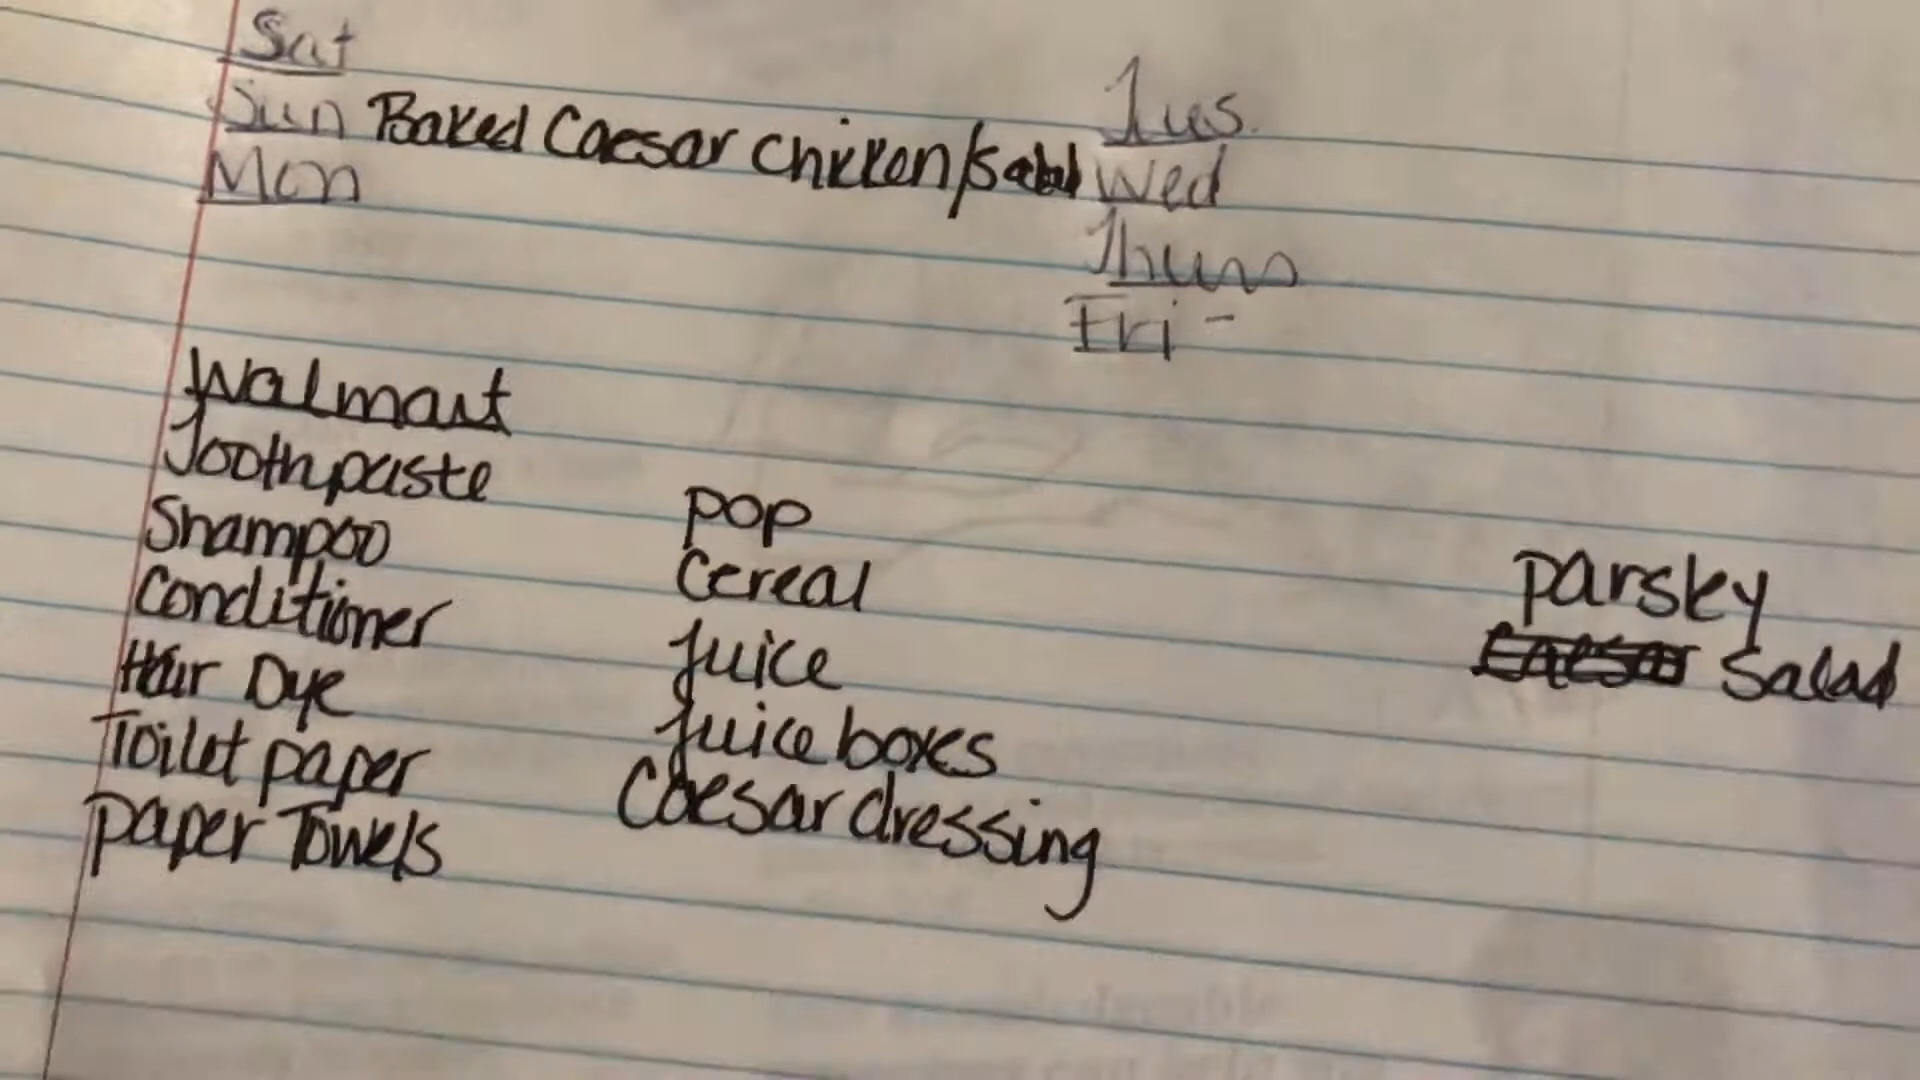 Sat
Sun Baked Caesar Chicken/Salad
Mon
Tues.
Wed
Thurs
Fri -
Walmart
Toothpaste
Shampoo
Conditioner
Hair Dye
Toilet paper
paper Towels
pop
Cereal
Juice
Juice boxes
Caesar dressing
parsley
Caesar Salad